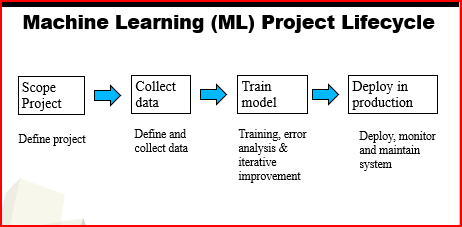 Machine Learning (ML) Project Lifecycle
Scope
Project
Collect
data
Train
model
Deploy in
production
Define project
Define and
collect data
Training, error
analysis &
iterative
improvement
Deploy, monitor
and maintain
system